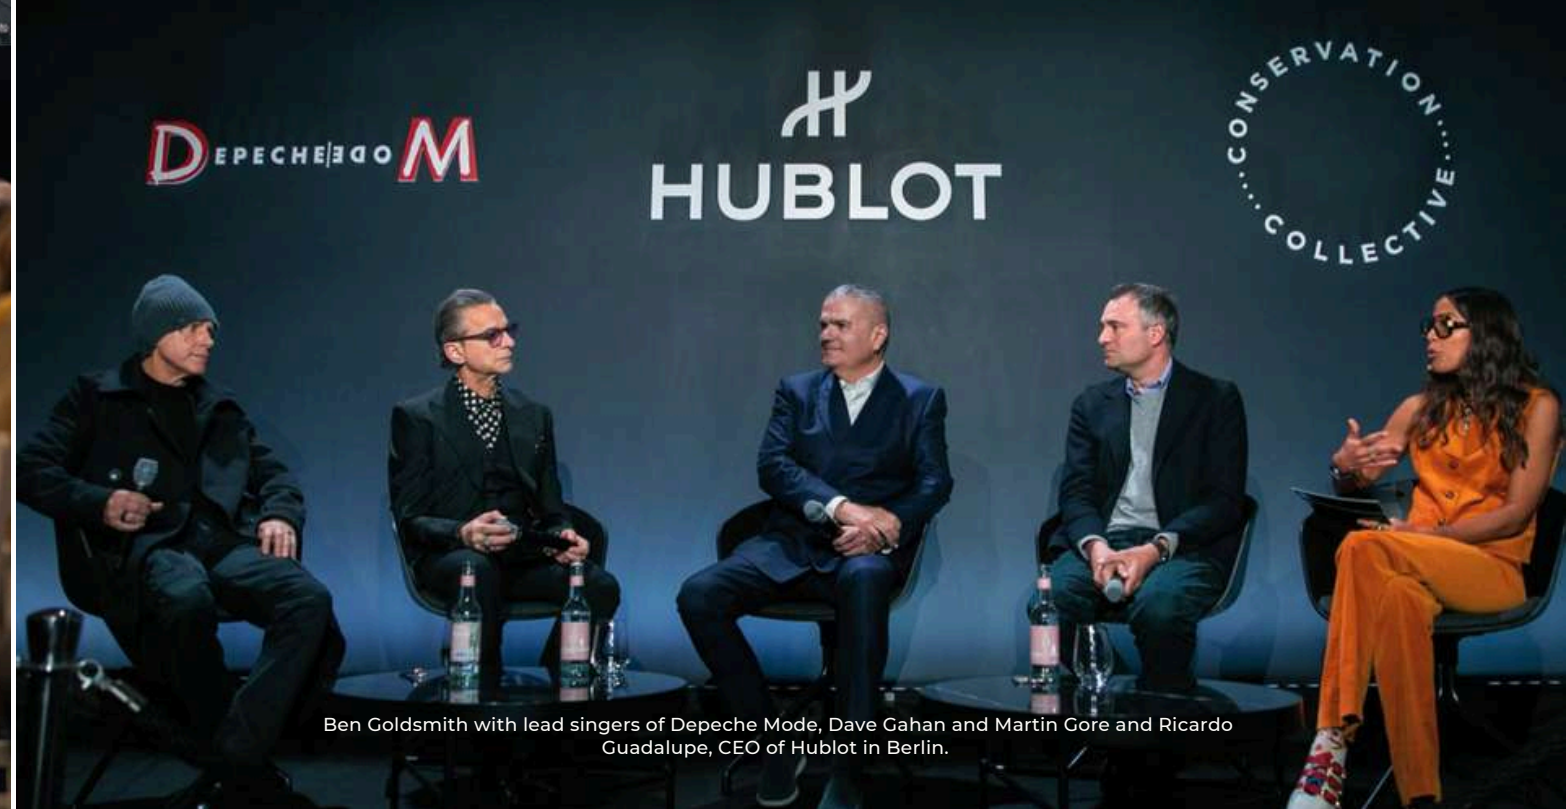 DEPECHE MODE
HUBLOT
CONSERVATION
COLLECTIVE
Ben Goldsmith with lead singers of Depeche Mode, Dave Gahan and Martin Gore and Ricardo
Guadalupe, CEO of Hublot in Berlin.